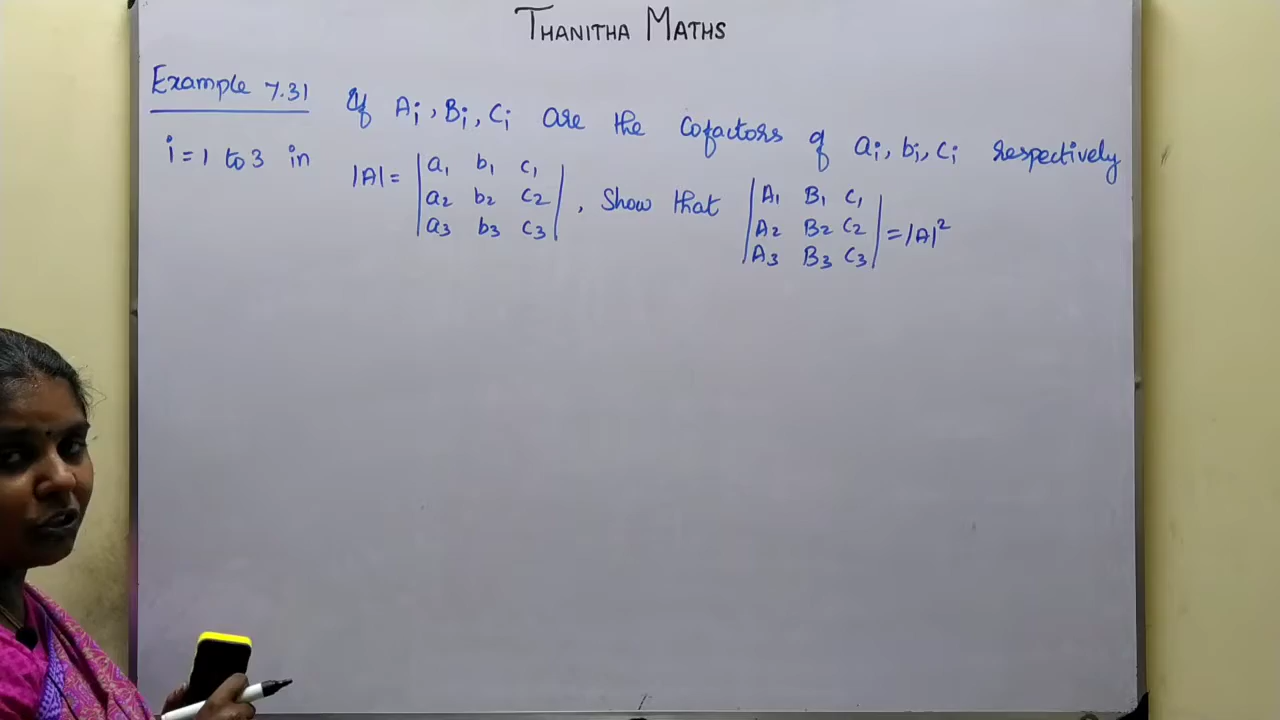 THANITHA MATHS
Example 7.31 If Ai, Bi, Ci are the cofactors of ai, bi, ci respectively
i = 1 to 3 in |A| = | a1 b1 c1 | , Show that | A1 B1 C1 | = |A|²
| a2 b2 c2 | | A2 B2 C2 |
| a3 b3 c3 | | A3 B3 C3 |